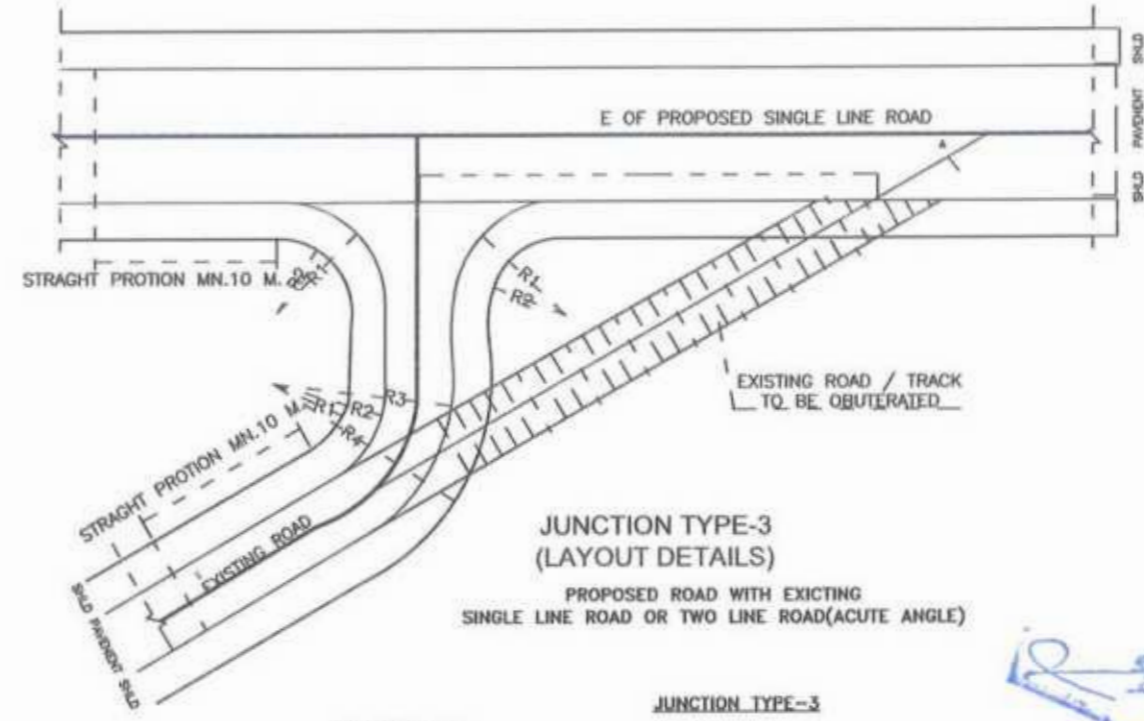 SHLD
PAVEMENT
SHLD
E OF PROPOSED SINGLE LINE ROAD
A
STRAGHT PROTION MN.10 M.
R2
R1
R1
R2
EXISTING ROAD / TRACK
TO BE OBUTERATED
R3
R1
R2
R4
STRAGHT PROTION MN.10 M.
EXISTING ROAD
SHLD PAVEMENT SHLD
JUNCTION TYPE-3
(LAYOUT DETAILS)
PROPOSED ROAD WITH EXICTING
SINGLE LINE ROAD OR TWO LINE ROAD(ACUTE ANGLE)
JUNCTION TYPE-3